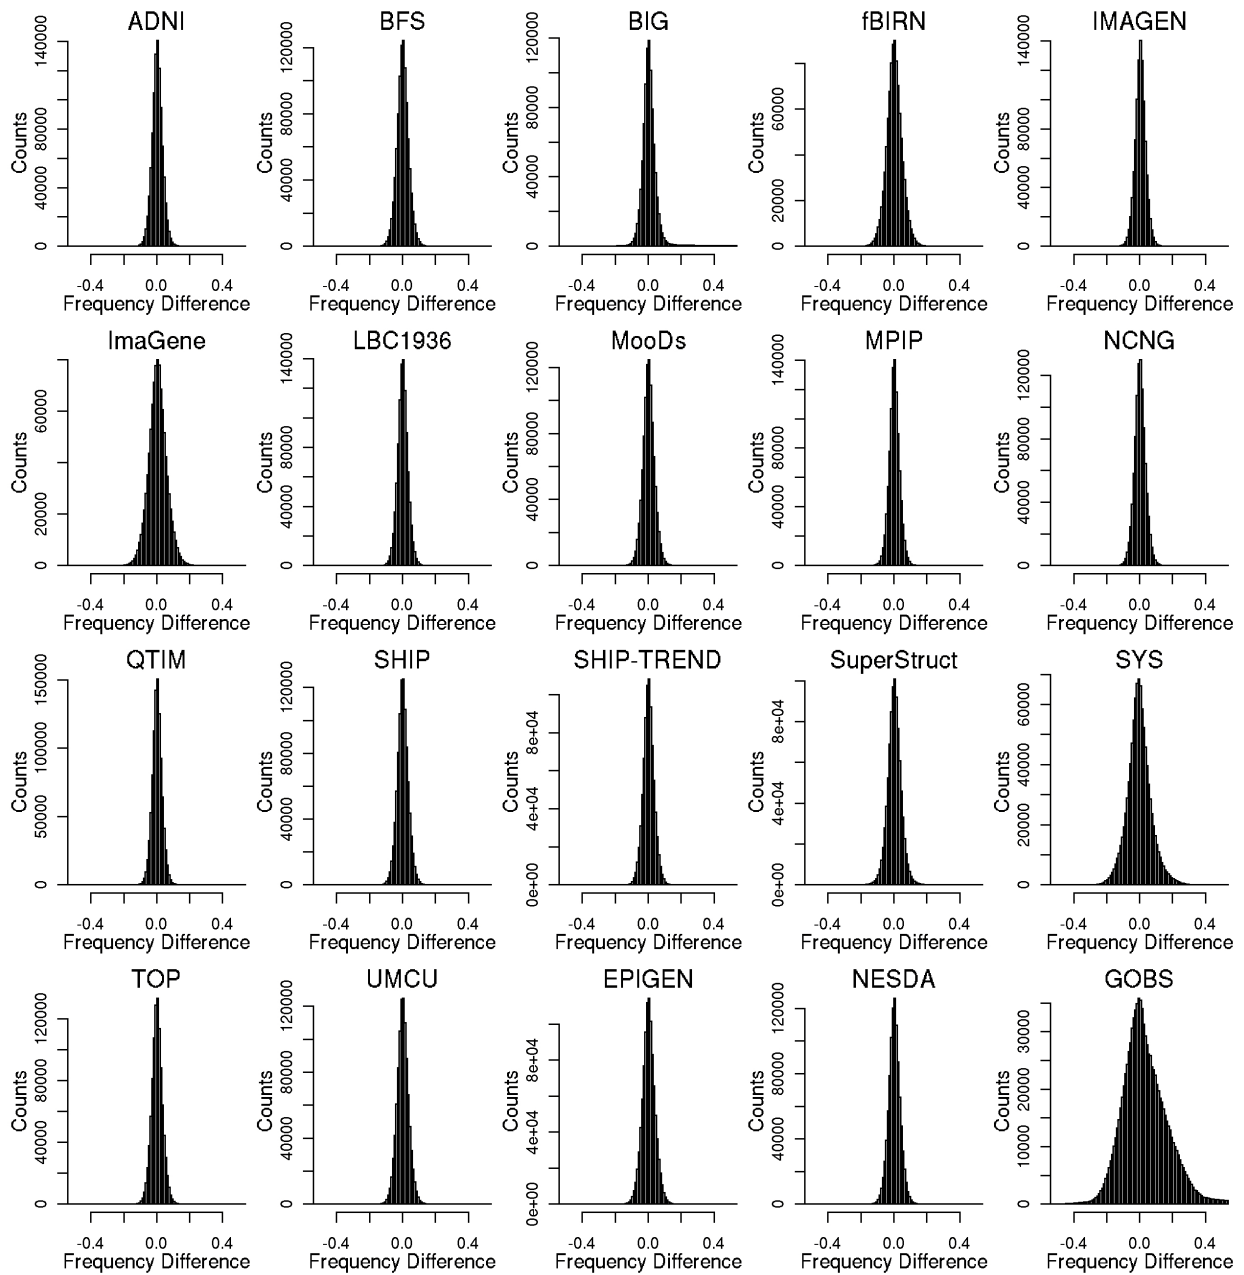 ADNI BFS BIG fBIRN IMAGEN
Counts Counts Counts Counts Counts
0 40000 80000 140000
0 40000 80000 120000
0 40000 80000 120000
0 20000 60000
0 40000 80000 140000
-0.4 0.0 0.4 -0.4 0.0 0.4 -0.4 0.0 0.4 -0.4 0.0 0.4 -0.4 0.0 0.4
Frequency Difference Frequency Difference Frequency Difference Frequency Difference Frequency Difference
ImaGene LBC1936 MooDs MPIP NCNG
Counts Counts Counts Counts Counts
0 20000 60000
0 40000 80000 140000
0 40000 80000 120000
0 40000 80000 140000
0 40000 80000 120000
-0.4 0.0 0.4 -0.4 0.0 0.4 -0.4 0.0 0.4 -0.4 0.0 0.4 -0.4 0.0 0.4
Frequency Difference Frequency Difference Frequency Difference Frequency Difference Frequency Difference
QTIM SHIP SHIP-TREND SuperStruct SYS
Counts Counts Counts Counts Counts
0 50000 100000 150000
0 40000 80000 120000
0e+00 4e+04 8e+04
0e+00 4e+04 8e+04
0 20000 40000 60000
-0.4 0.0 0.4 -0.4 0.0 0.4 -0.4 0.0 0.4 -0.4 0.0 0.4 -0.4 0.0 0.4
Frequency Difference Frequency Difference Frequency Difference Frequency Difference Frequency Difference
TOP UMCU EPIGEN NESDA GOBS
Counts Counts Counts Counts Counts
0 40000 80000 120000
0 40000 80000 120000
0e+00 4e+04 8e+04
0 40000 80000 120000
0 10000 20000 30000
-0.4 0.0 0.4 -0.4 0.0 0.4 -0.4 0.0 0.4 -0.4 0.0 0.4 -0.4 0.0 0.4
Frequency Difference Frequency Difference Frequency Difference Frequency Difference Frequency Difference